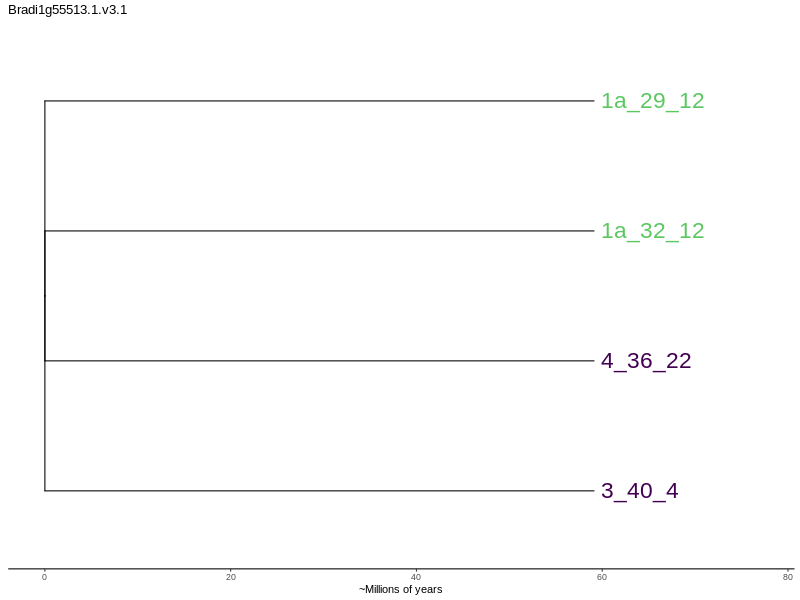 Bradi1g55513.1.v3.1
1a_29_12
1a_32_12
4_36_22
3_40_4
0 20 40 60 80
~Millions of years